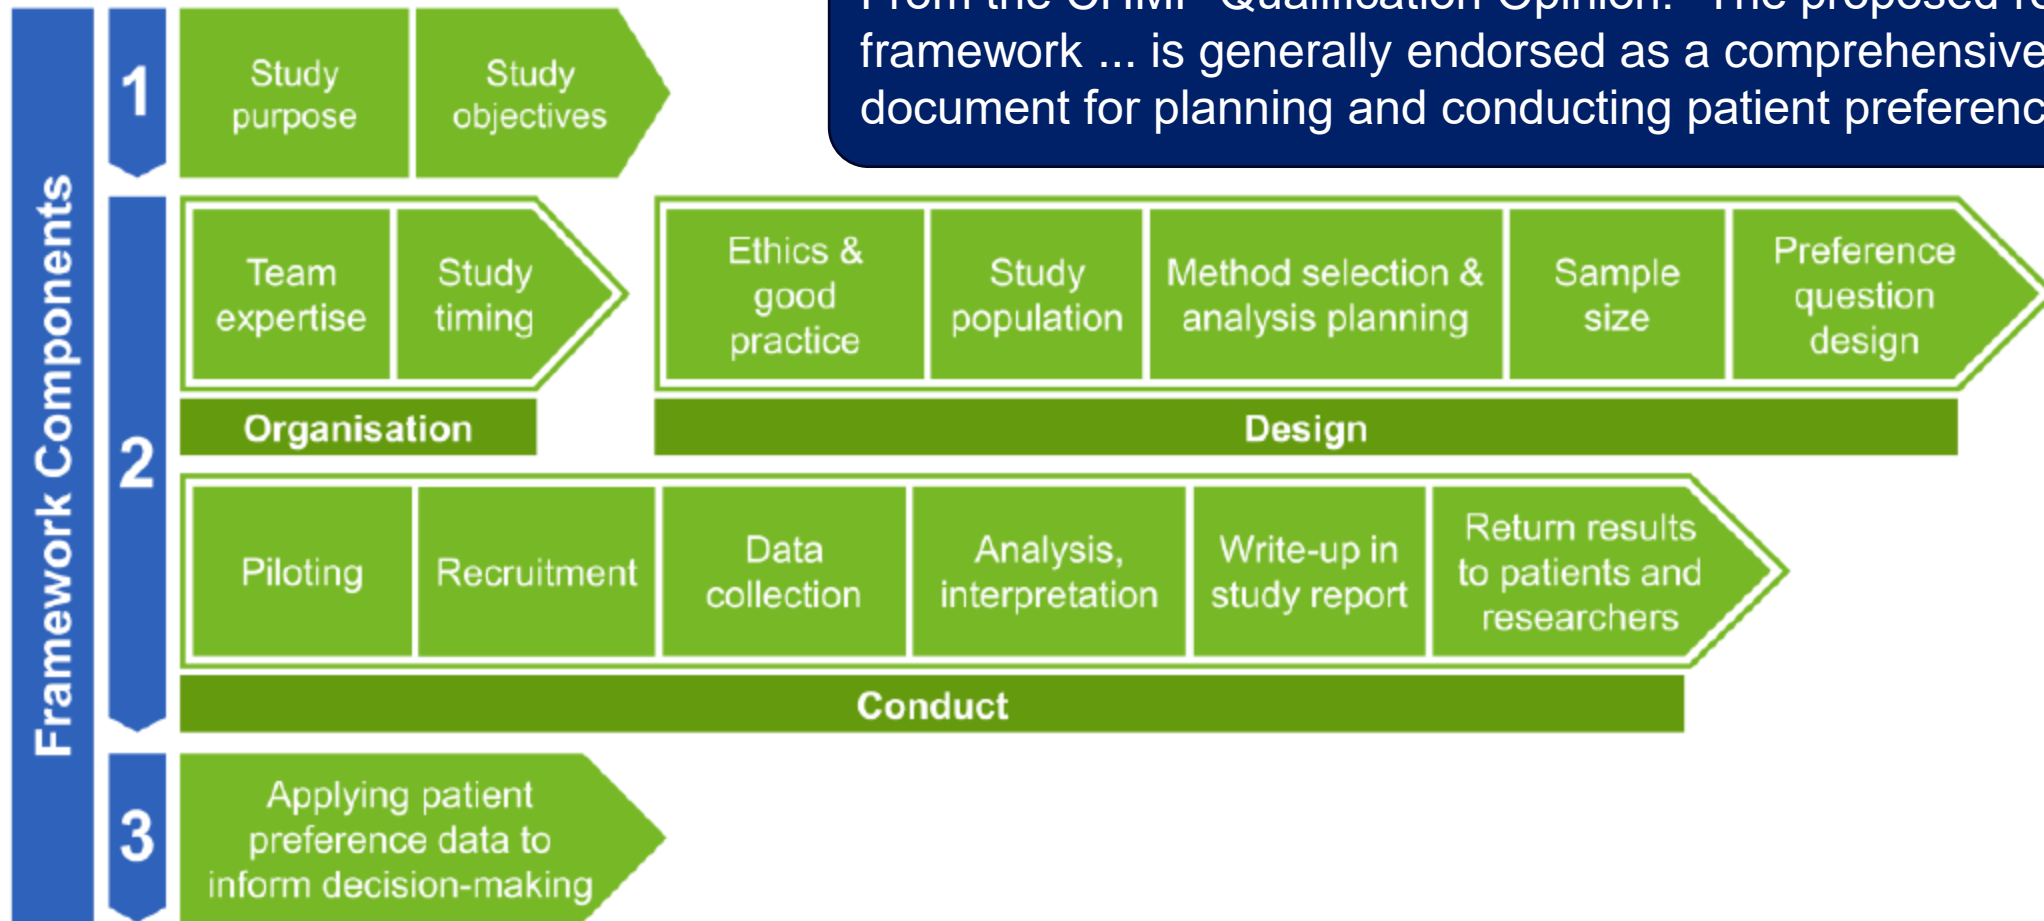 framework ... is generally endorsed as a comprehensive
document for planning and conducting patient preferenc
Framework Components
1
Study
purpose
Study
objectives
2
Team
expertise
Study
timing
Organisation
Ethics &
good
practice
Study
population
Method selection &
analysis planning
Sample
size
Preference
question
design
Design
Piloting
Recruitment
Data
collection
Analysis,
interpretation
Write-up in
study report
Return results
to patients and
researchers
Conduct
3
Applying patient
preference data to
inform decision-making